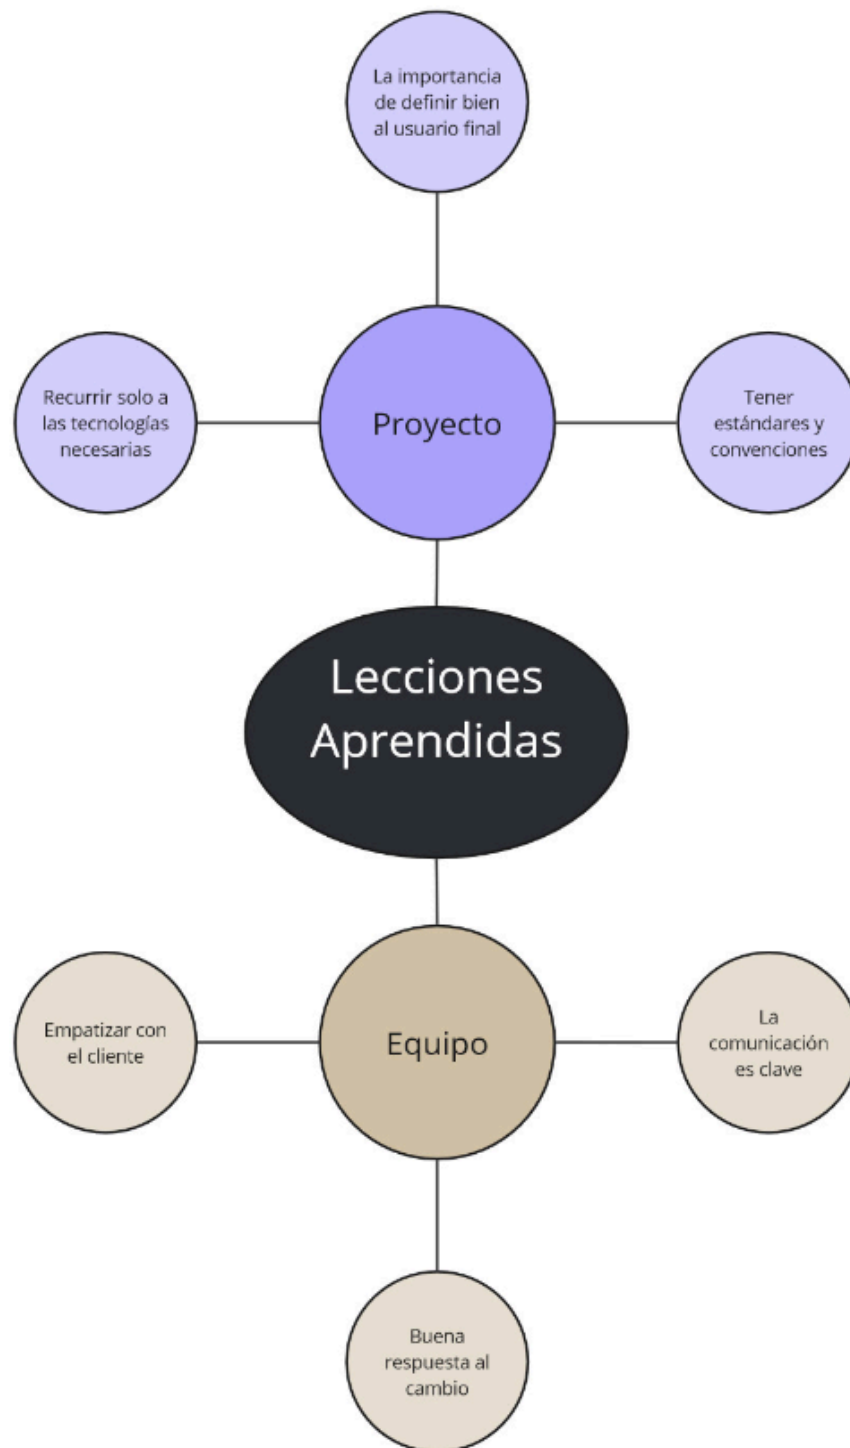 La importancia
de definir bien
al usuario final
Recurrir solo a
las tecnologías
necesarias
Proyecto
Tener
estándares y
convenciones
Lecciones
Aprendidas
Empatizar con
el cliente
Equipo
La
comunicación
es clave
Buena
respuesta al
cambio